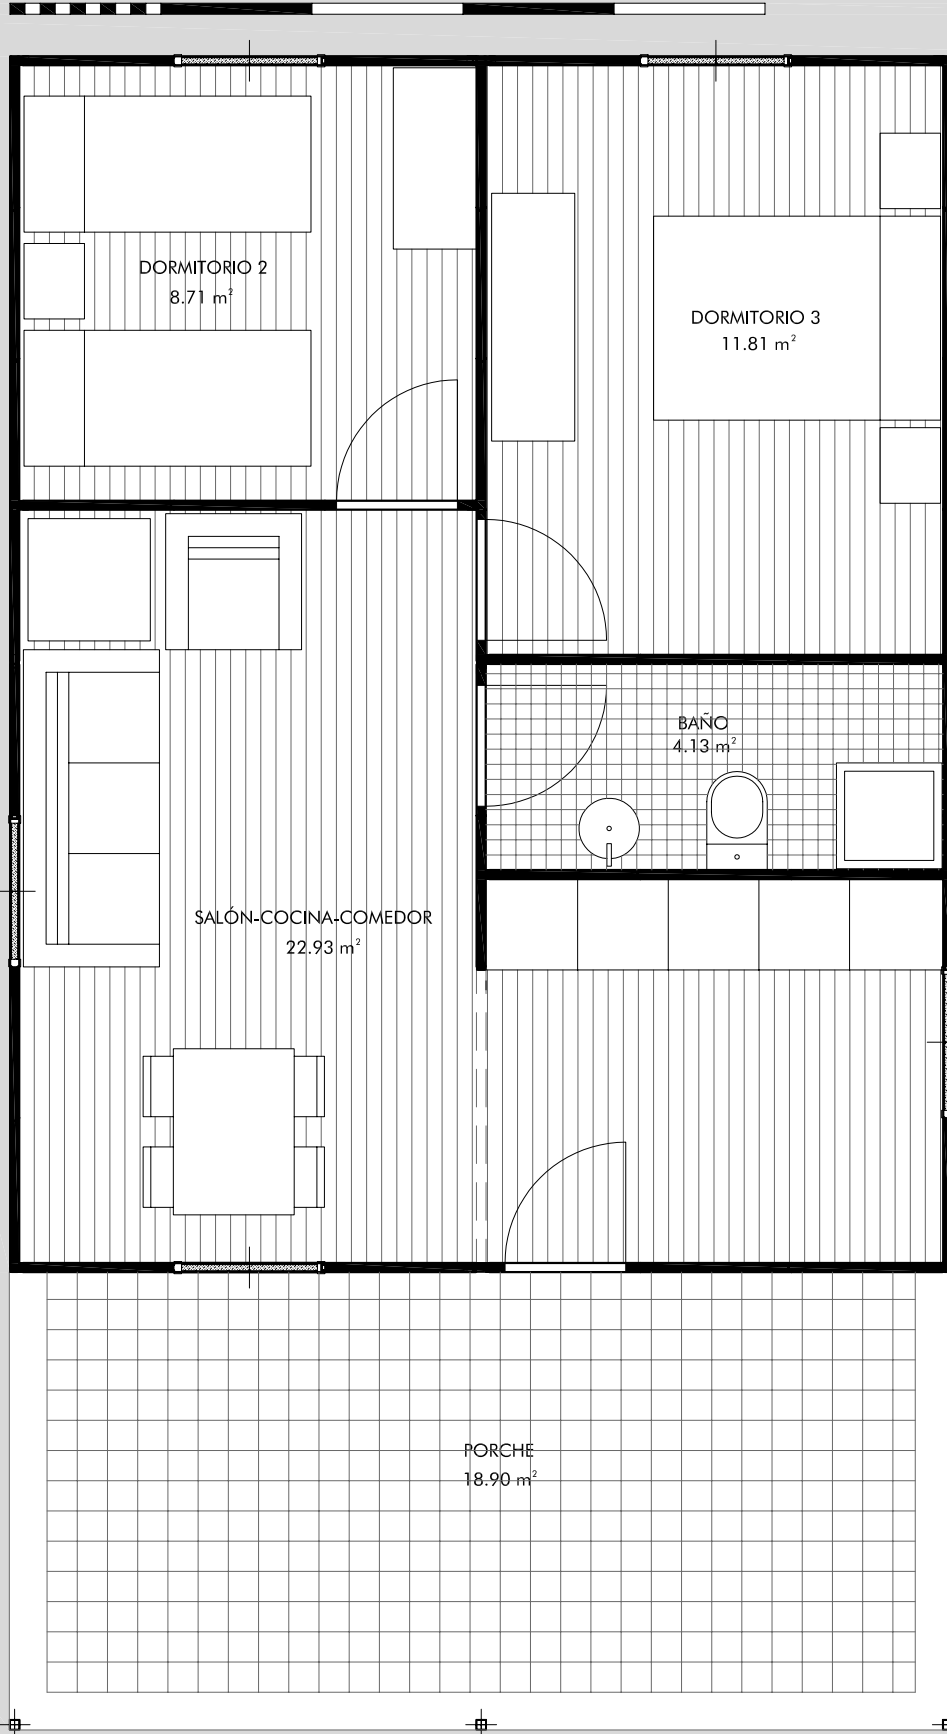 DORMITORIO 2
8.71 m²
DORMITORIO 3
11.81 m²
BAÑO
4.13 m²
SALÓN-COCINA-COMEDOR
22.93 m²
PORCHE
18.90 m²